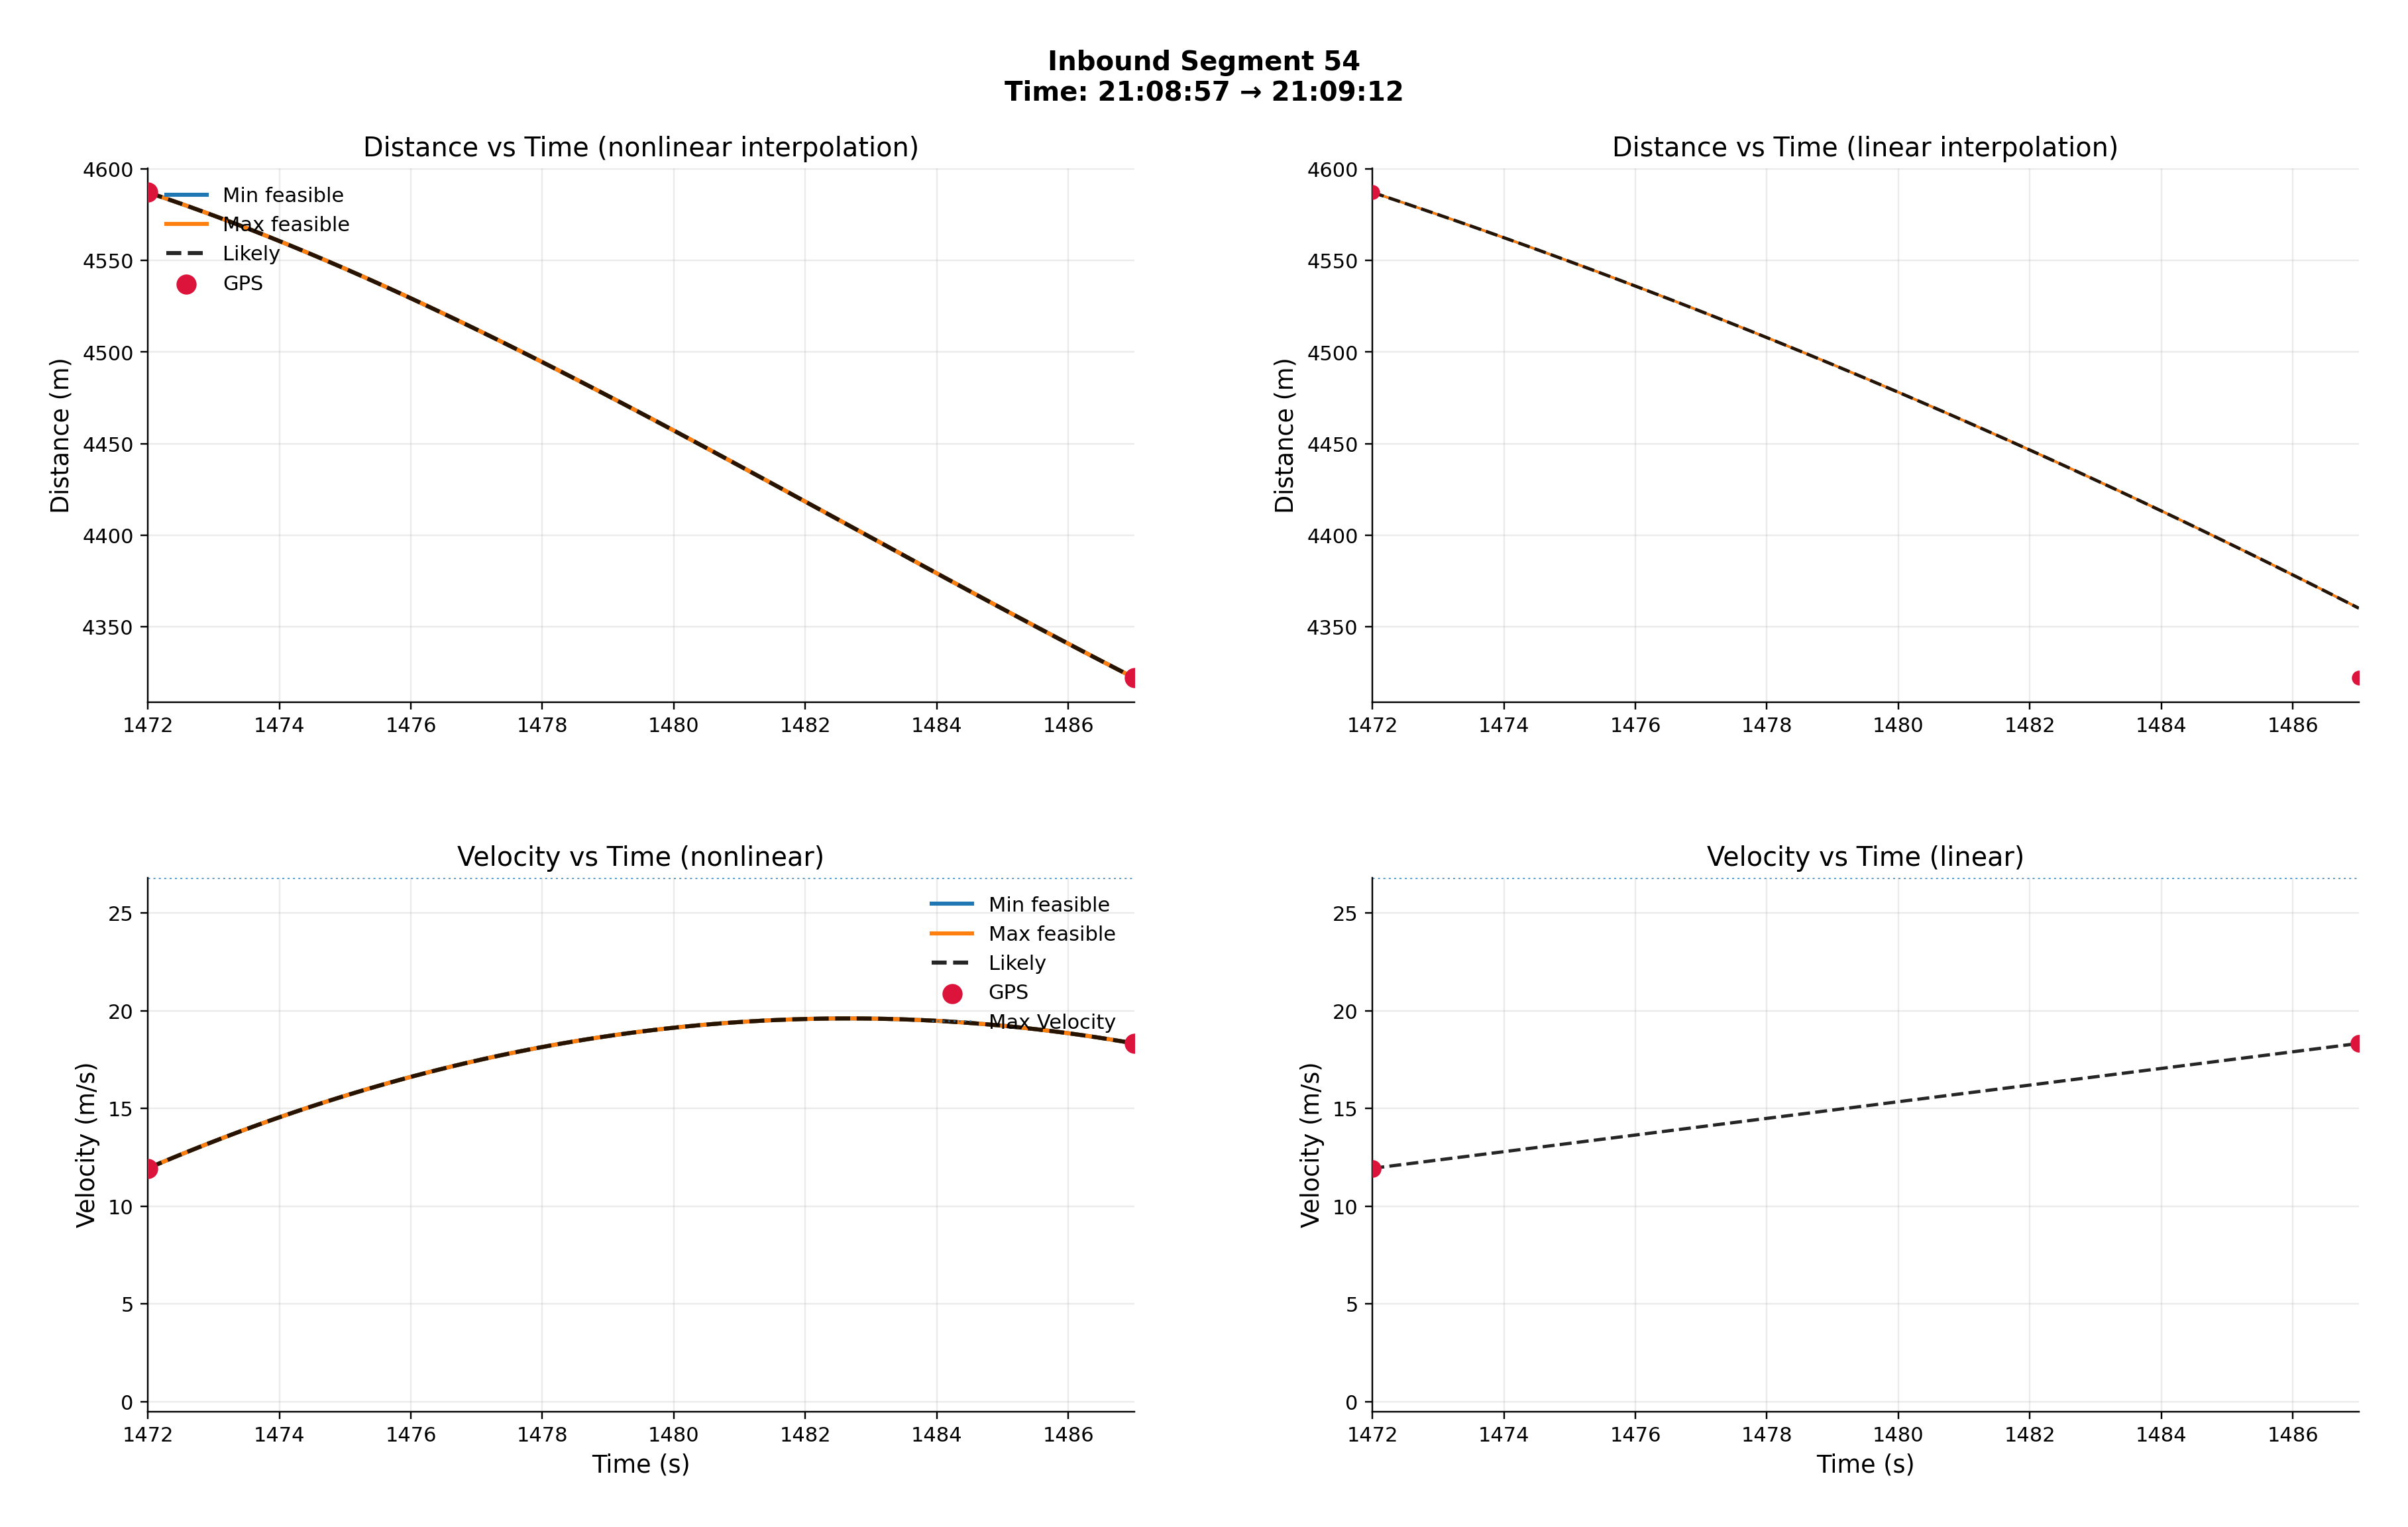 Inbound Segment 54
Time: 21:08:57 → 21:09:12
Distance vs Time (nonlinear interpolation)
4600
4550
4500
4450
4400
4350
Distance (m)
Min feasible
Max feasible
Likely
GPS
1472 1474 1476 1478 1480 1482 1484 1486
Distance vs Time (linear interpolation)
4600
4550
4500
4450
4400
4350
Distance (m)
1472 1474 1476 1478 1480 1482 1484 1486
Velocity vs Time (nonlinear)
25
20
15
10
5
0
Velocity (m/s)
Min feasible
Max feasible
Likely
GPS
Max Velocity
1472 1474 1476 1478 1480 1482 1484 1486
Time (s)
Velocity vs Time (linear)
25
20
15
10
5
0
Velocity (m/s)
1472 1474 1476 1478 1480 1482 1484 1486
Time (s)